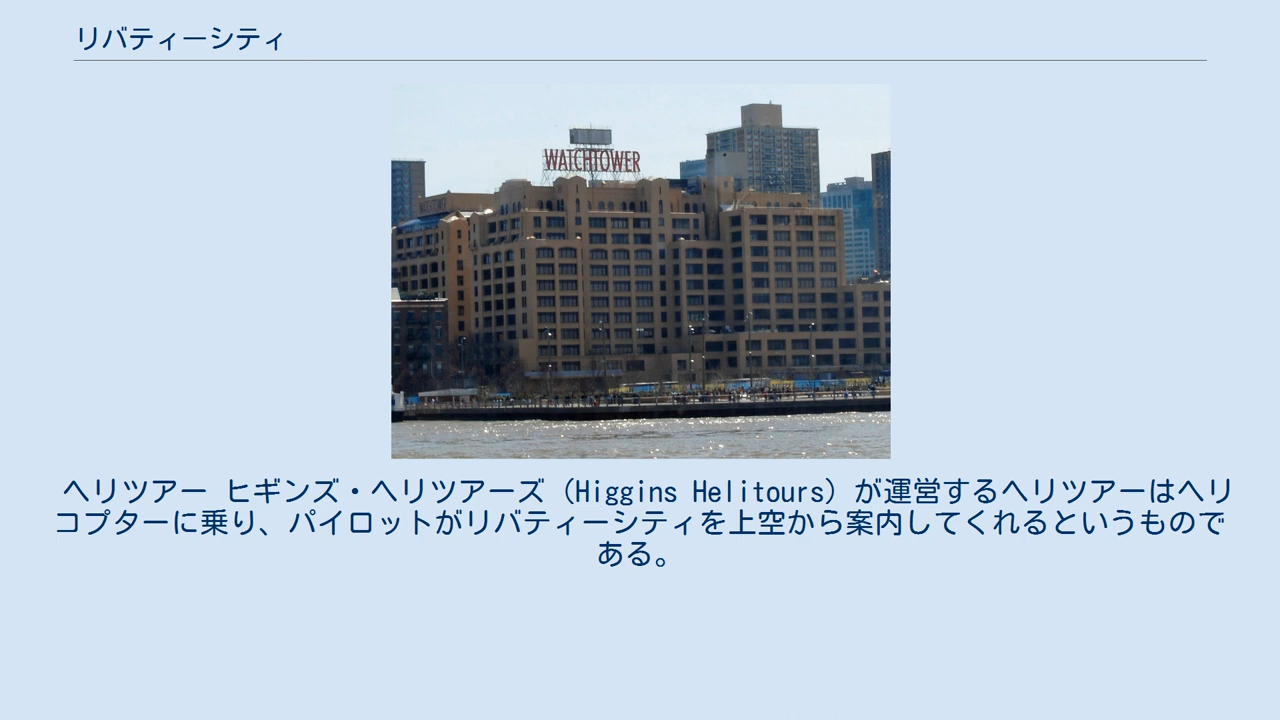 リバティーシティ
WATCHTOWER
ヘリツアー ヒギンズ・ヘリツアーズ（Higgins Helitours）が運営するヘリツアーはヘリ
コプターに乗り、パイロットがリバティーシティを上空から案内してくれるというもので
ある。